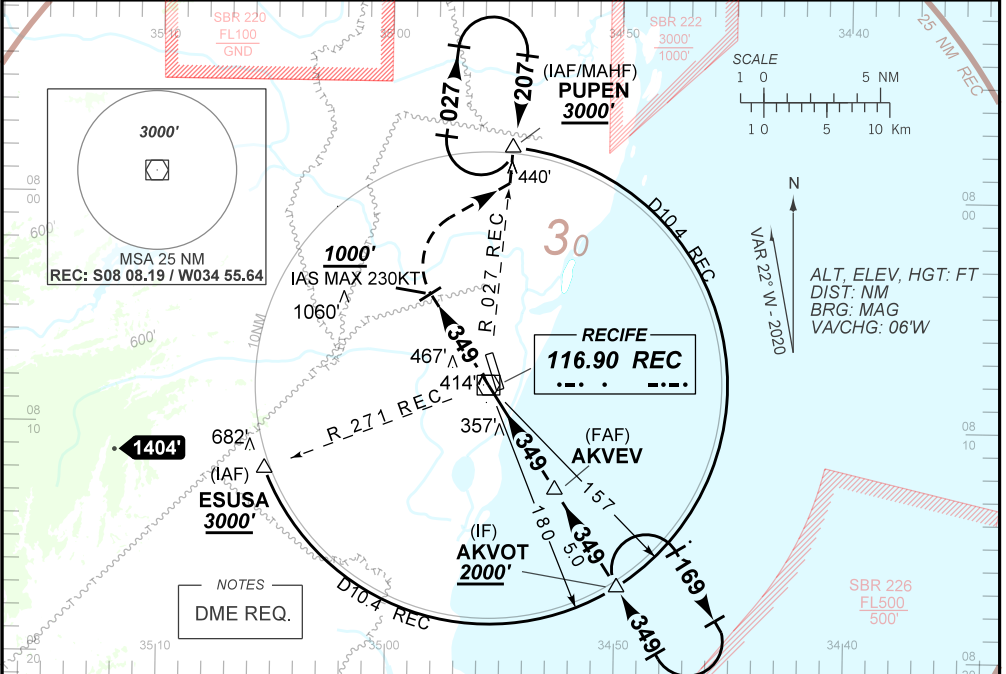 SBR 220
FL100
GND
35 10
35 00
SBR 222
3000'
1000'
34 50
34 40
25 NM REC
3000'
MSA 25 NM
REC: S08 08.19 / W034 55.64
027
207
(IAF/MAHF)
PUPEN
3000'
SCALE
1 0 5 NM
1 0 5 10 Km
N
VAR 22° W - 2020
ALT, ELEV, HGT: FT
DIST: NM
BRG: MAG
VA/CHG: 06'W
08
00
08
00
600'
440'
D10.4 REC
30
R 027 REC
1000'
IAS MAX 230KT
1060'
600'
10NM
349
467'
414'
RECIFE
116.90 REC
357'
R 271 REC
08
10
08
10
1404'
682'
(IAF)
ESUSA
3000'
349
(FAF)
AKVEV
157
180
349
5.0
(IF)
AKVOT
2000'
169
349
NOTES
DME REQ.
D10.4 REC
SBR 226
FL500
500'
08
20
35 10
35 00
34 50
34 40
08